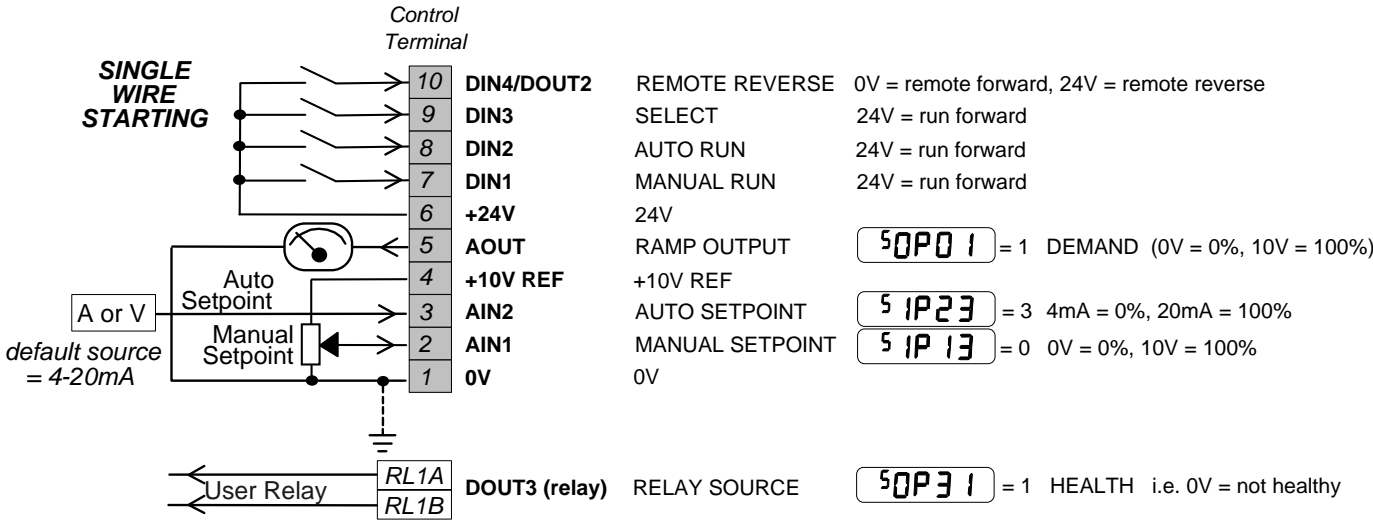 Control
Terminal
SINGLE
WIRE
STARTING
10 DIN4/DOUT2 REMOTE REVERSE 0V = remote forward, 24V = remote reverse
9 DIN3 SELECT 24V = run forward
8 DIN2 AUTO RUN 24V = run forward
7 DIN1 MANUAL RUN 24V = run forward
6 +24V 24V
5 AOUT RAMP OUTPUT SOP01 = 1 DEMAND (0V = 0%, 10V = 100%)
Auto
Setpoint
4 +10V REF +10V REF
A or V
3 AIN2 AUTO SETPOINT SIP23 = 3 4mA = 0%, 20mA = 100%
Manual
Setpoint
2 AIN1 MANUAL SETPOINT SIP13 = 0 0V = 0%, 10V = 100%
default source
= 4-20mA
1 0V 0V
RL1A
User Relay
DOUT3 (relay) RELAY SOURCE SOP31 = 1 HEALTH i.e. 0V = not healthy
RL1B